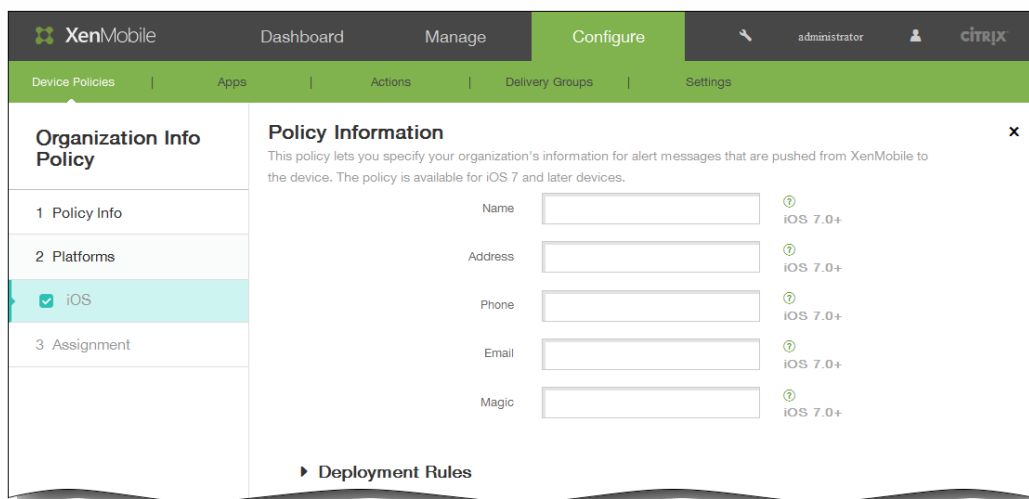 XenMobile Dashboard Manage Configure administrator CİTRIX
Device Policies | Apps | Actions | Delivery Groups | Settings
Organization Info
Policy
1 Policy Info
2 Platforms
iOS
3 Assignment
Policy Information
x
This policy lets you specify your organization's information for alert messages that are pushed from XenMobile to
the device. The policy is available for iOS 7 and later devices.
Name ? iOS 7.0+
Address ? iOS 7.0+
Phone ? iOS 7.0+
Email ? iOS 7.0+
Magic ? iOS 7.0+
Deployment Rules